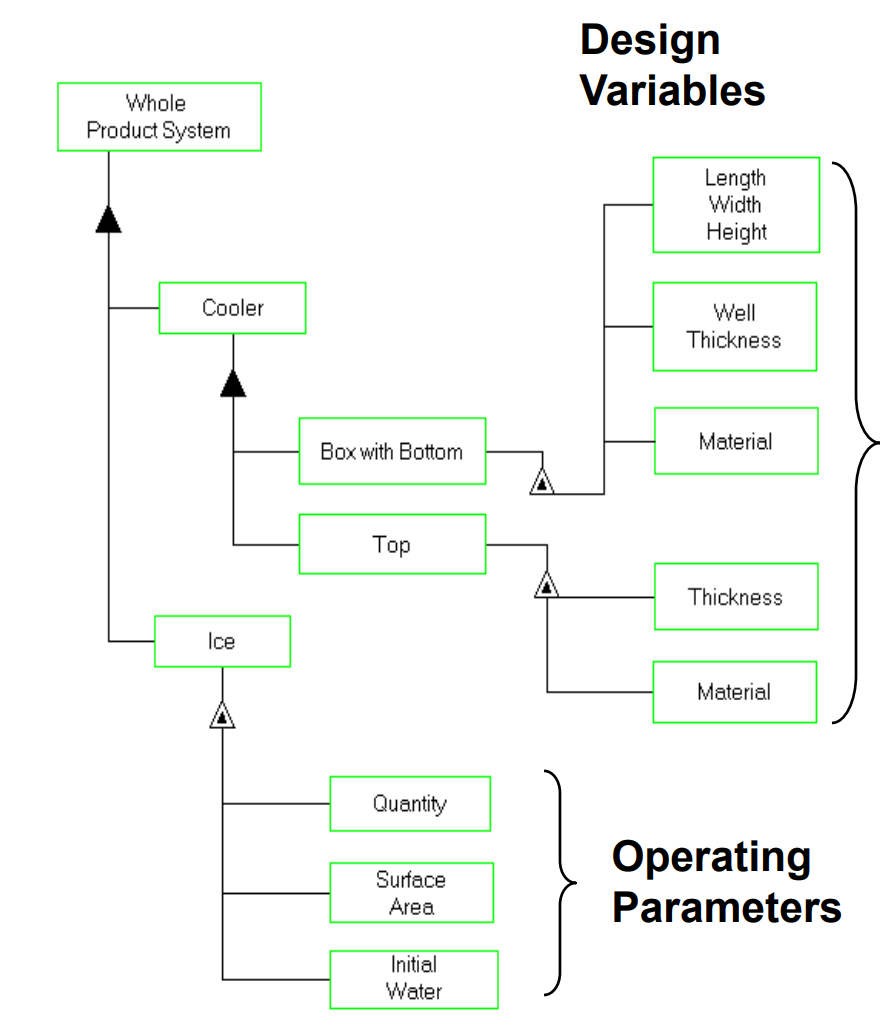 Design
Variables
Whole
Product System
Length
Width
Height
Cooler
Well
Thickness
Box with Bottom
Material
Top
Thickness
Ice
Material
Quantity
Surface
Area
Operating
Parameters
Initial
Water